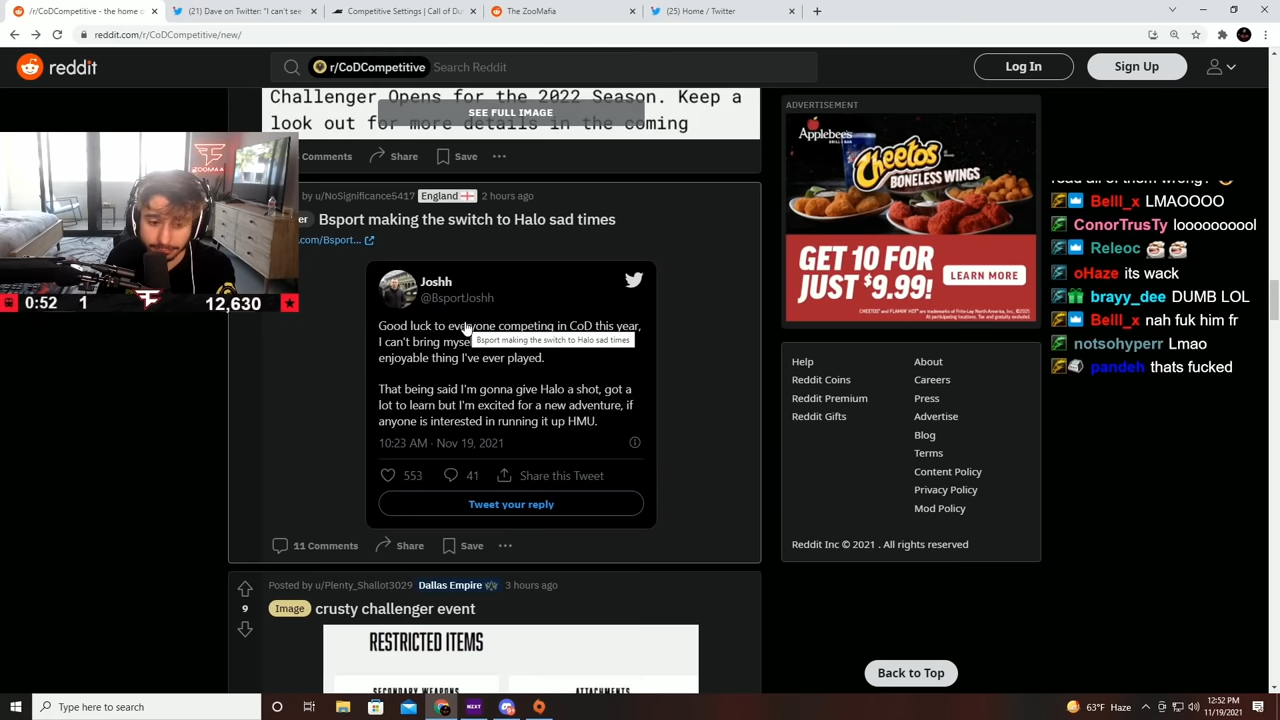 /r/CoDCompetitive - the home o
(21) Dave on Twitter: "I can't see
Competitive Settings | Call of Du
The ZooMafia
(25) Home / Twitter
reddit.com/r/CoDCompetitive/new/
reddit
r/CoDCompetitive
Search Reddit
Log In
Sign Up
Challenger Opens for the 2022 Season. Keep a
look out for more details in the coming
SEE FULL IMAGE
Comments
Share
Save
by u/NoSignificance5417
England
2 hours ago
Bsport making the switch to Halo sad times
.com/Bsport...
Joshh
@BsportJoshh
Good luck to everyone competing in CoD this year,
I can't bring myse
Bsport making the switch to Halo sad times
enjoyable thing I've ever played.
That being said I'm gonna give Halo a shot, got a
lot to learn but I'm excited for a new adventure, if
anyone is interested in running it up HMU.
10:23 AM · Nov 19, 2021
553
41
Share this Tweet
Tweet your reply
11 Comments
Share
Save
Posted by u/Plenty_Shallot3029
Dallas Empire
3 hours ago
9
Image
crusty challenger event
RESTRICTED ITEMS
SECONDARY WEAPONS
ATTACHMENTS
ZOOMAA
0:52
1
12,630
ADVERTISEMENT
Applebee's
Cheetos
BONELESS WINGS
GET 10 FOR
JUST $9.99!
LEARN MORE
Help
About
Reddit Coins
Careers
Reddit Premium
Press
Reddit Gifts
Advertise
Blog
Terms
Content Policy
Privacy Policy
Mod Policy
Reddit Inc © 2021 . All rights reserved
Back to Top
read all of them wrong?
Belll_x LMAOOOO
ConorTrusTy looooooool
Releoc
oHaze its wack
brayy_dee DUMB LOL
Belll_x nah fuk him fr
notsohyperr Lmao
pandeh thats fucked
Type here to search
NZXT
63°F Haze
12:52 PM
11/19/2021